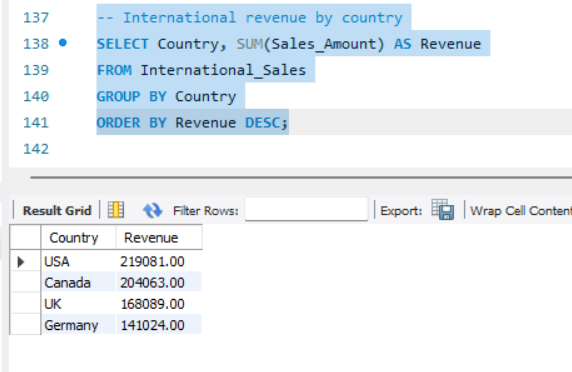 137 -- International revenue by country
138 SELECT Country, SUM(Sales_Amount) AS Revenue
139 FROM International_Sales
140 GROUP BY Country
141 ORDER BY Revenue DESC;
142
Result Grid Filter Rows: Export: Wrap Cell Content
Country Revenue
USA 219081.00
Canada 204063.00
UK 168089.00
Germany 141024.00